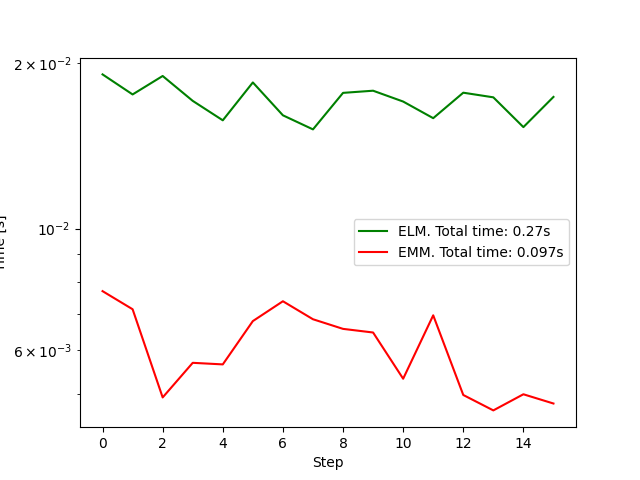 2 × 10⁻²
10⁻²
6 × 10⁻³
Time [s]
ELM. Total time: 0.27s
EMM. Total time: 0.097s
0 2 4 6 8 10 12 14
Step